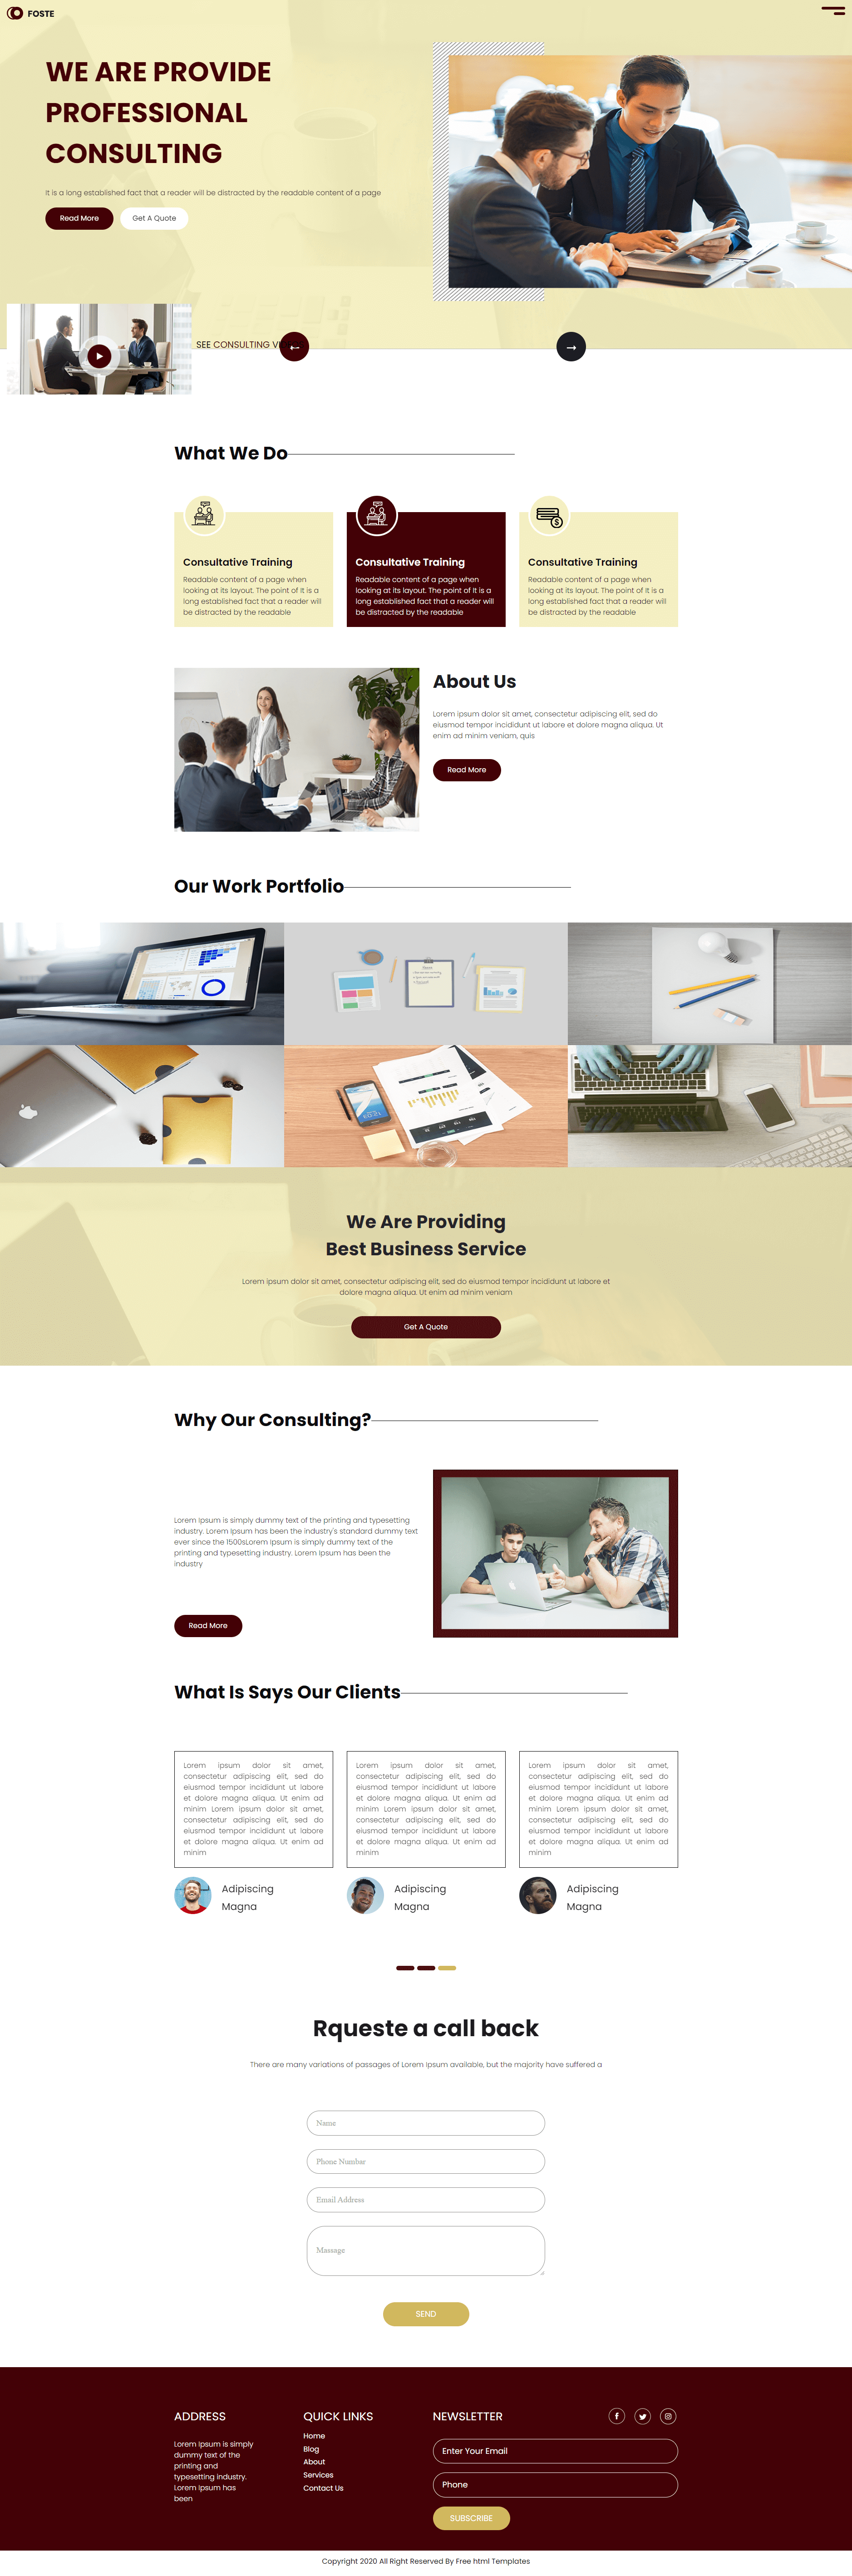 FOSTE
WE ARE PROVIDE
PROFESSIONAL
CONSULTING
It is a long established fact that a reader will be distracted by the readable content of a page
Read More
Get A Quote
SEE CONSULTING V
What We Do
Consultative Training
Readable content of a page when
looking at its layout. The point of It is a
long established fact that a reader will
be distracted by the readable
Consultative Training
Readable content of a page when
looking at its layout. The point of It is a
long established fact that a reader will
be distracted by the readable
Consultative Training
Readable content of a page when
looking at its layout. The point of It is a
long established fact that a reader will
be distracted by the readable
About Us
Lorem ipsum dolor sit amet, consectetur adipiscing elit, sed do
eiusmod tempor incididunt ut labore et dolore magna aliqua. Ut
enim ad minim veniam, quis
Read More
Our Work Portfolio
We Are Providing
Best Business Service
Lorem ipsum dolor sit amet, consectetur adipiscing elit, sed do eiusmod tempor incididunt ut labore et
dolore magna aliqua. Ut enim ad minim veniam
Get A Quote
Why Our Consulting?
Lorem Ipsum is simply dummy text of the printing and typesetting
industry. Lorem Ipsum has been the industry's standard dummy text
ever since the 1500sLorem Ipsum is simply dummy text of the
printing and typesetting industry. Lorem Ipsum has been the
industry
Read More
What Is Says Our Clients
Lorem ipsum dolor sit amet,
consectetur adipiscing elit, sed do
eiusmod tempor incididunt ut labore
et dolore magna aliqua. Ut enim ad
minim Lorem ipsum dolor sit amet,
consectetur adipiscing elit, sed do
eiusmod tempor incididunt ut labore
et dolore magna aliqua. Ut enim ad
minim
Adipiscing
Magna
Lorem ipsum dolor sit amet,
consectetur adipiscing elit, sed do
eiusmod tempor incididunt ut labore
et dolore magna aliqua. Ut enim ad
minim Lorem ipsum dolor sit amet,
consectetur adipiscing elit, sed do
eiusmod tempor incididunt ut labore
et dolore magna aliqua. Ut enim ad
minim
Adipiscing
Magna
Lorem ipsum dolor sit amet,
consectetur adipiscing elit, sed do
eiusmod tempor incididunt ut labore
et dolore magna aliqua. Ut enim ad
minim Lorem ipsum dolor sit amet,
consectetur adipiscing elit, sed do
eiusmod tempor incididunt ut labore
et dolore magna aliqua. Ut enim ad
minim
Adipiscing
Magna
Rqueste a call back
There are many variations of passages of Lorem Ipsum available, but the majority have suffered a
Name
Phone Numbar
Email Address
Massage
SEND
ADDRESS
Lorem Ipsum is simply
dummy text of the
printing and
typesetting industry.
Lorem Ipsum has
been
QUICK LINKS
Home
Blog
About
Services
Contact Us
NEWSLETTER
Enter Your Email
Phone
SUBSCRIBE
Copyright 2020 All Right Reserved By Free html Templates